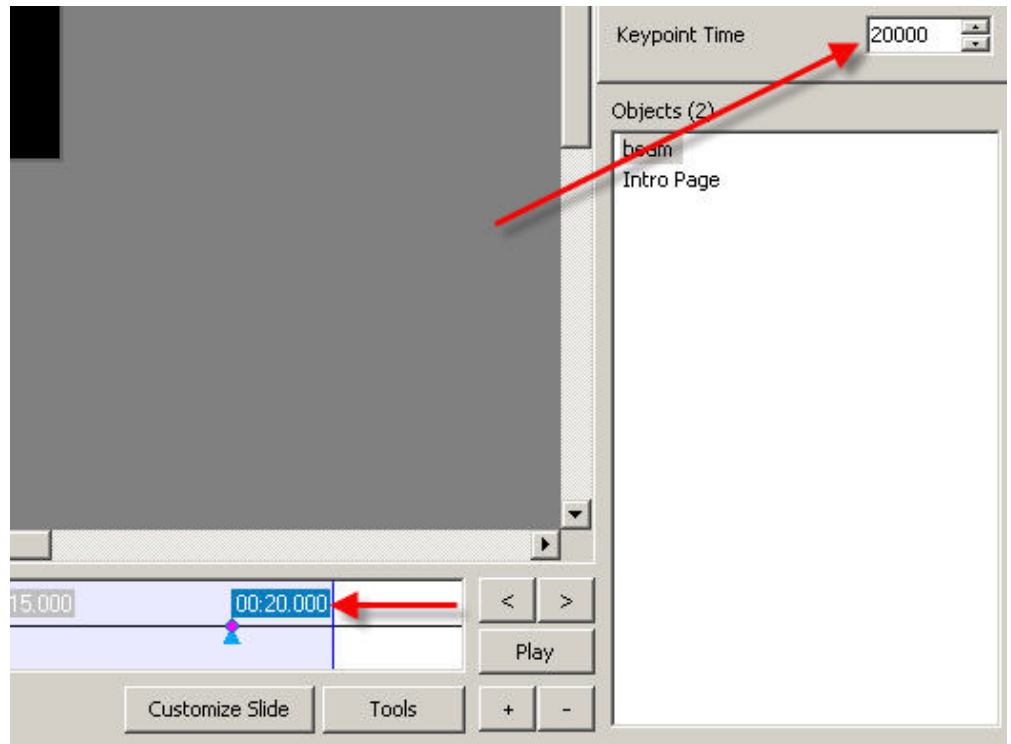 Keypoint Time 20000
Objects (2)
beam
Intro Page
15.000 00:20.000 < >
Play
Customize Slide Tools + -